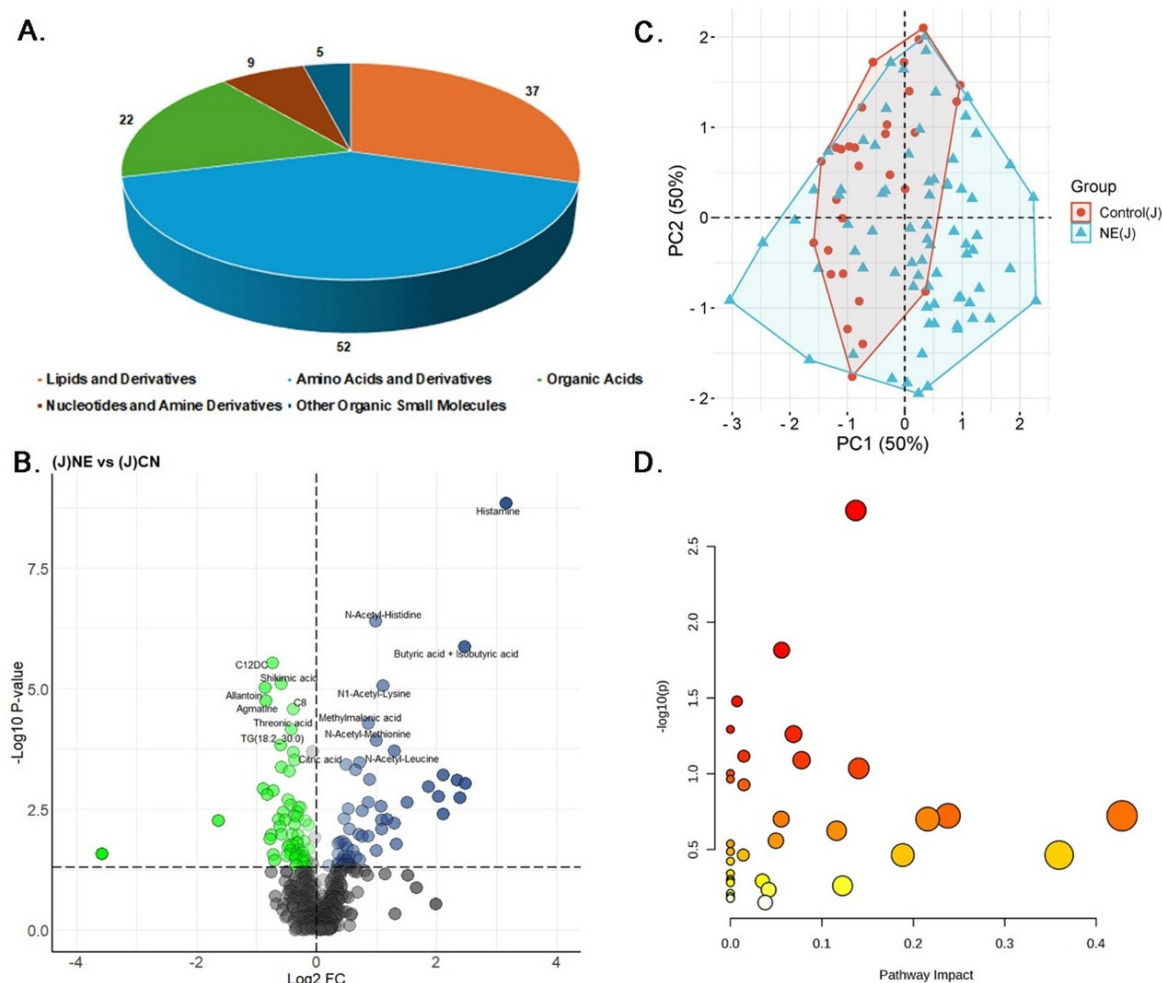 A.
5
9
37
22
52
Lipids and Derivatives
Amino Acids and Derivatives
Organic Acids
Nucleotides and Amine Derivatives
Other Organic Small Molecules
B.
(J)NE vs (J)CN
-Log10 P-value
7.5
5.0
2.5
0.0
Histamine
N-Acetyl-Histidine
Butyric acid + Isobutyric acid
C12DC
Shikimic acid
N1-Acetyl-Lysine
Allantoin
Agmatine
C8
Methylmalonic acid
Threonic acid
N-Acetyl-Methionine
TG(18:2_30:0)
Citric acid
N-Acetyl-Leucine
-4
-2
0
2
4
Log2 FC
C.
PC2 (50%)
2
1
0
- 1
- 2
- 3
- 2
- 1
0
1
2
PC1 (50%)
Group
Control(J)
NE(J)
D.
-log10(p)
2.5
2.0
1.5
1.0
0.5
0.0
0.1
0.2
0.3
0.4
Pathway Impact